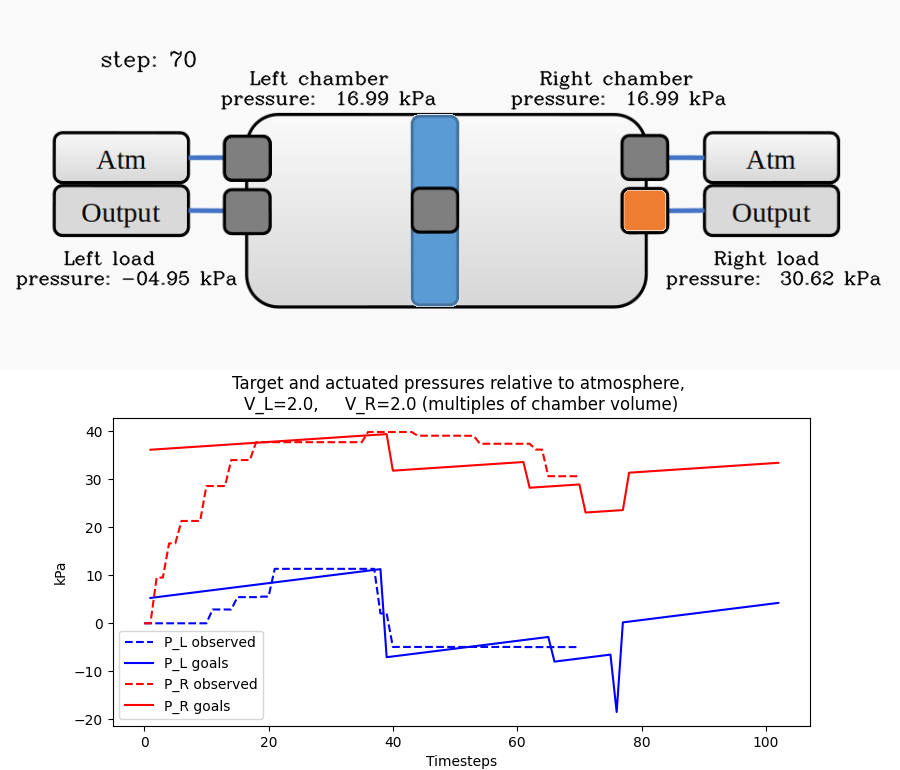 step: 70
Left chamber
pressure: 16.99 kPa
Right chamber
pressure: 16.99 kPa
Atm
Output
Atm
Output
Left load
pressure: -04.95 kPa
Right load
pressure: 30.62 kPa
Target and actuated pressures relative to atmosphere,
V_L=2.0, V_R=2.0 (multiples of chamber volume)
kPa
40
30
20
10
0
−10
−20
P_L observed
P_L goals
P_R observed
P_R goals
0 20 40 60 80 100
Timesteps